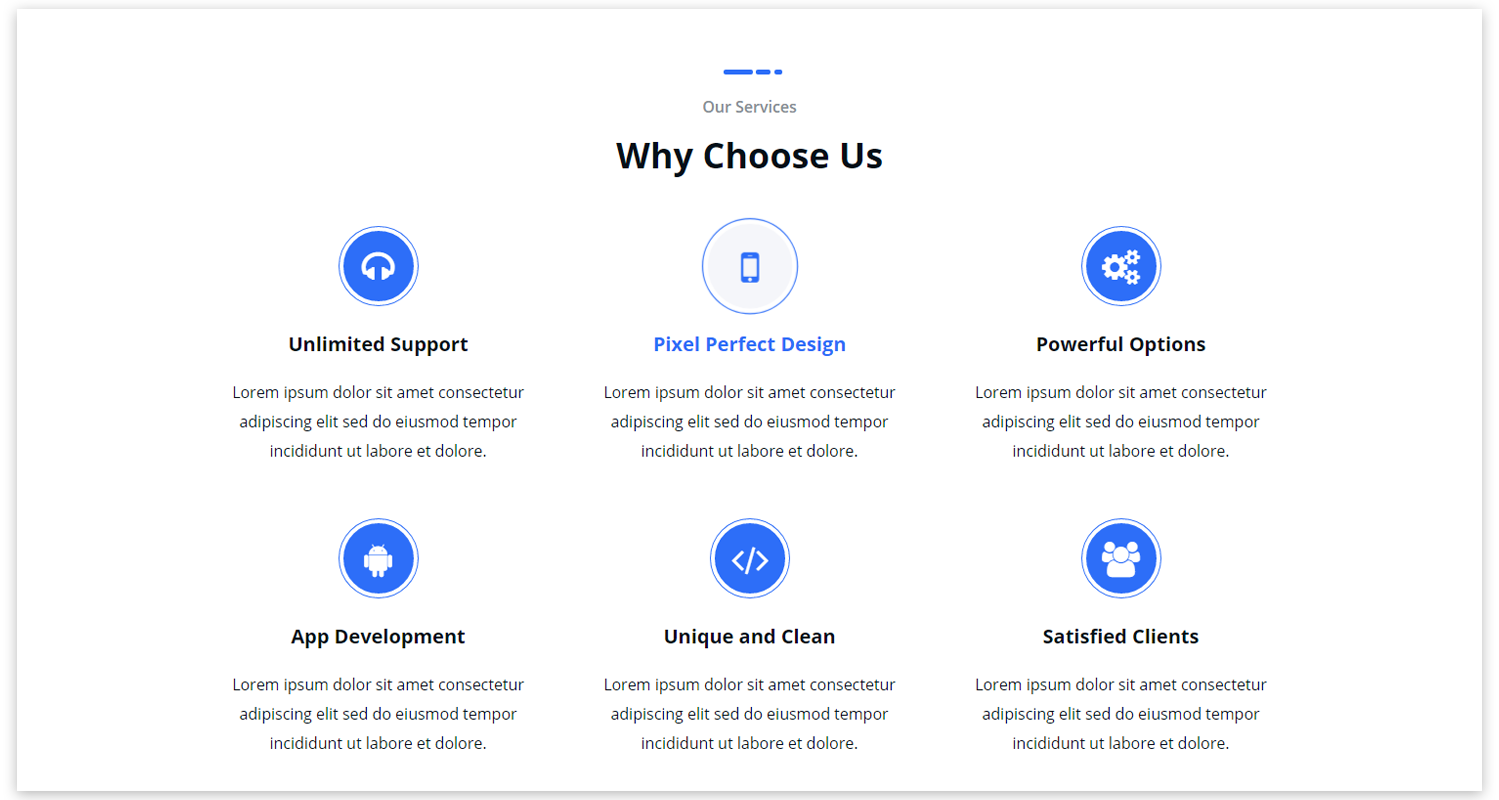 Our Services
Why Choose Us
Unlimited Support
Lorem ipsum dolor sit amet consectetur
adipiscing elit sed do eiusmod tempor
incididunt ut labore et dolore.
Pixel Perfect Design
Lorem ipsum dolor sit amet consectetur
adipiscing elit sed do eiusmod tempor
incididunt ut labore et dolore.
Powerful Options
Lorem ipsum dolor sit amet consectetur
adipiscing elit sed do eiusmod tempor
incididunt ut labore et dolore.
App Development
Lorem ipsum dolor sit amet consectetur
adipiscing elit sed do eiusmod tempor
incididunt ut labore et dolore.
Unique and Clean
Lorem ipsum dolor sit amet consectetur
adipiscing elit sed do eiusmod tempor
incididunt ut labore et dolore.
Satisfied Clients
Lorem ipsum dolor sit amet consectetur
adipiscing elit sed do eiusmod tempor
incididunt ut labore et dolore.